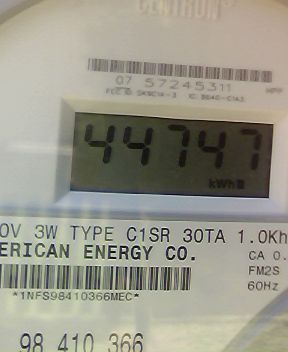 CENTRON
07 57245311
44747
kWh
0V 3W TYPE C1SR 30TA 1.0Kh
ERICAN ENERGY CO.
CA 0.
FM2S
60Hz
*1NFS98410366MEC*
98 410 366